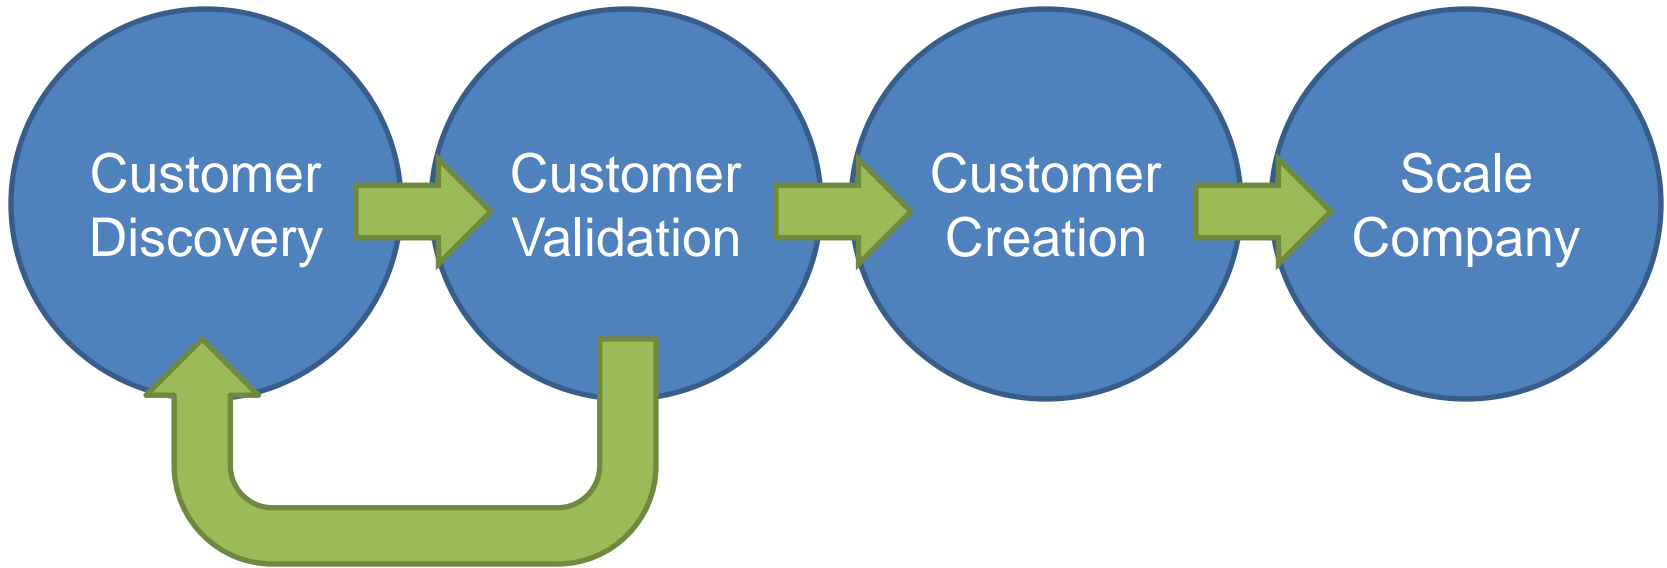 Customer
Discovery
Customer
Validation
Customer
Creation
Scale
Company